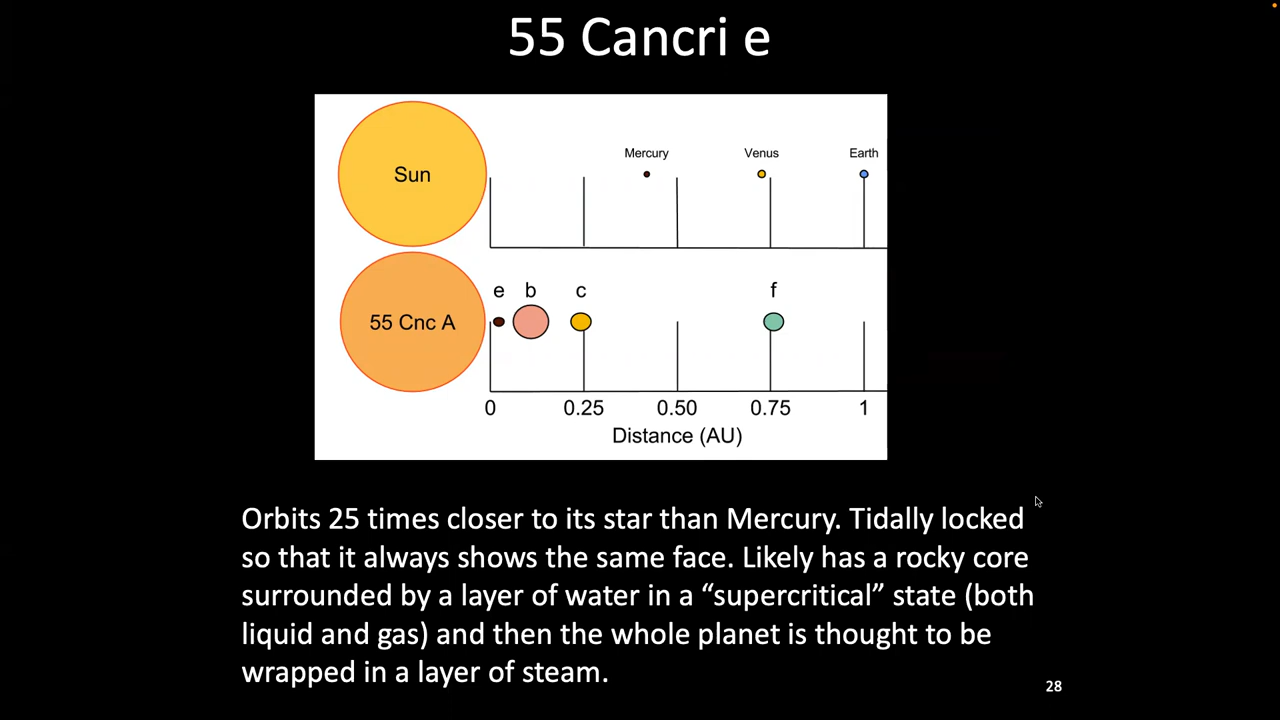 55 Cancri e
Mercury Venus Earth
Sun
e b c f
55 Cnc A
0 0.25 0.50 0.75 1
Distance (AU)
Orbits 25 times closer to its star than Mercury. Tidally locked
so that it always shows the same face. Likely has a rocky core
surrounded by a layer of water in a “supercritical” state (both
liquid and gas) and then the whole planet is thought to be
wrapped in a layer of steam.
28